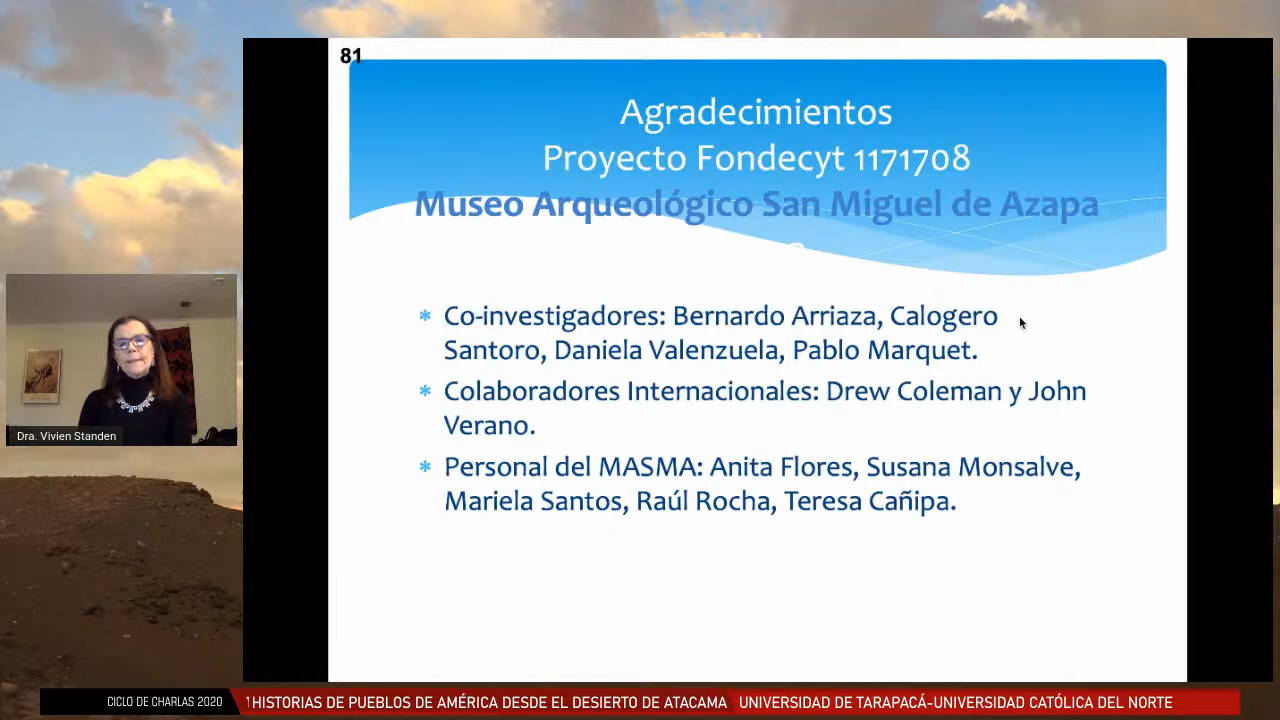 81
Agradecimientos
Proyecto Fondecyt 1171708
Museo Arqueológico San Miguel de Azapa
* Co-investigadores: Bernardo Arriaza, Calogero
Santoro, Daniela Valenzuela, Pablo Marquet.
* Colaboradores Internacionales: Drew Coleman y John
Verano.
* Personal del MASMA: Anita Flores, Susana Monsalve,
Mariela Santos, Raúl Rocha, Teresa Cañipa.
Dra. Vivien Standen
CICLO DE CHARLAS 2020
HISTORIAS DE PUEBLOS DE AMÉRICA DESDE EL DESIERTO DE ATACAMA
UNIVERSIDAD DE TARAPACÁ-UNIVERSIDAD CATÓLICA DEL NORTE